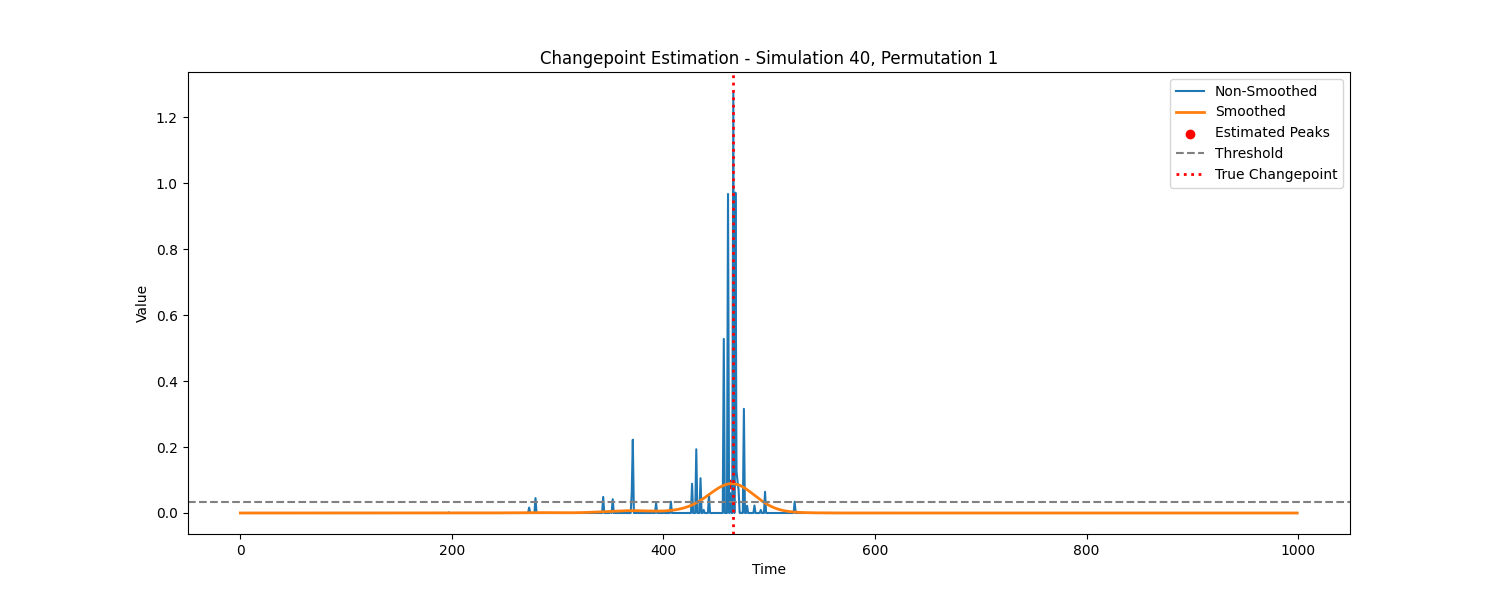 Changepoint Estimation - Simulation 40, Permutation 1
Non-Smoothed
Smoothed
Estimated Peaks
Threshold
True Changepoint
Value
1.2
1.0
0.8
0.6
0.4
0.2
0.0
0 200 400 600 800 1000
Time